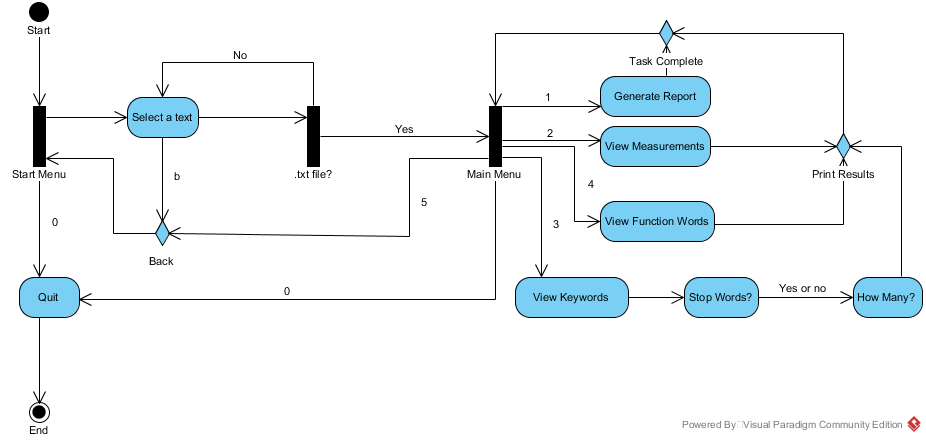 Start
No
Task Complete
Generate Report
1
Select a text
Yes
2
View Measurements
Start Menu
.txt file?
Main Menu
Print Results
b
4
5
0
3
View Function Words
Back
0
Yes or no
Quit
View Keywords
Stop Words?
How Many?
End
Powered By Visual Paradigm Community Edition